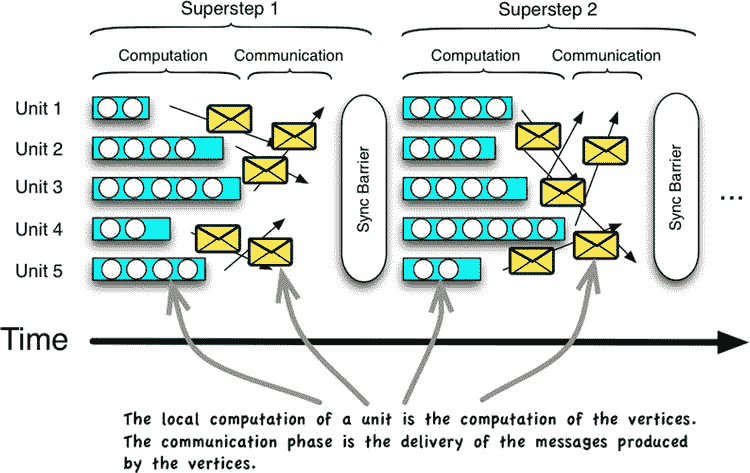 Superstep 1 Superstep 2
Computation Communication Computation Communication
Unit 1
Unit 2
Unit 3
Unit 4
Unit 5
Sync Barrier Sync Barrier
...
Time
The local computation of a unit is the computation of the vertices.
The communication phase is the delivery of the messages produced
by the vertices.